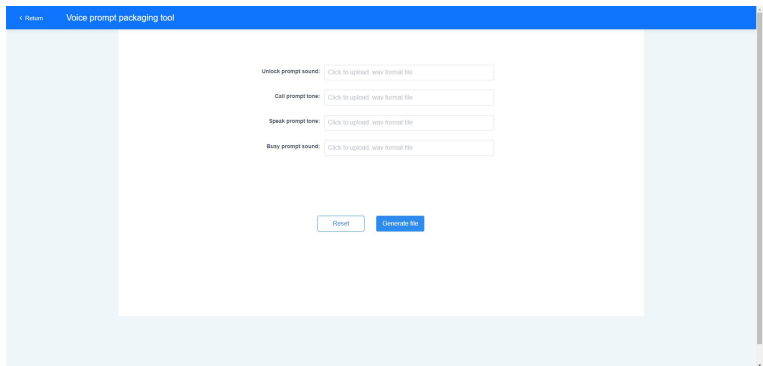 < Return Voice prompt packaging tool
Unlock prompt sound: Click to upload .wav format file
Call prompt tone: Click to upload .wav format file
Speak prompt tone: Click to upload .wav format file
Busy prompt sound: Click to upload .wav format file
Reset Generate file